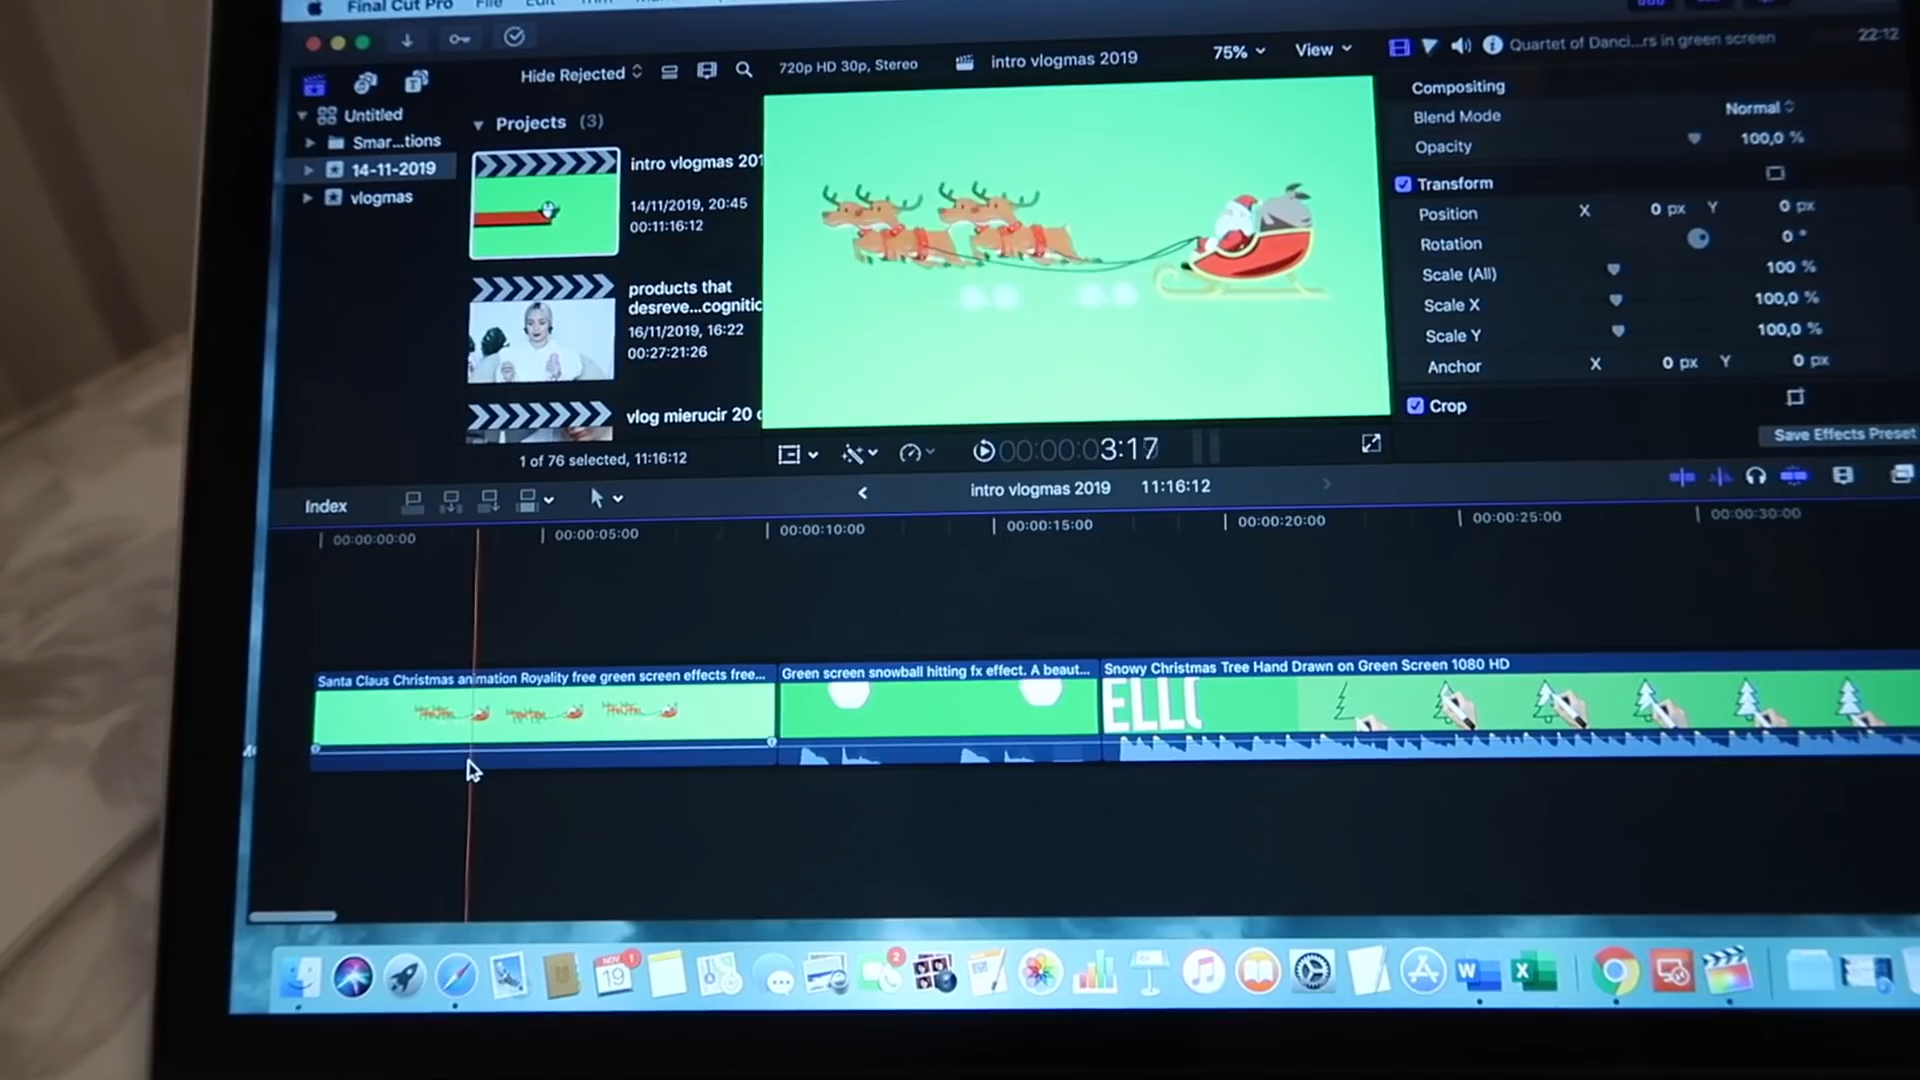 Final Cut Pro File Edit Trim
Hide Rejected
720p HD 30p, Stereo
intro vlogmas 2019
75%
View
Quartet of Danci...rs in green screen
22:12
Untitled
Smar...tions
14-11-2019
vlogmas
Projects (3)
intro vlogmas 201
14/11/2019, 20:45
00:11:16:12
products that
desreve...cognitic
16/11/2019, 16:22
00:27:21:26
vlog mierucir 20
1 of 76 selected, 11:16:12
00:00:00:03:17
Compositing
Blend Mode Normal
Opacity 100,0 %
Transform
Position X 0 px Y 0 px
Rotation 0 °
Scale (All) 100 %
Scale X 100,0 %
Scale Y 100,0 %
Anchor X 0 px Y 0 px
Crop
Save Effects Preset
Index
intro vlogmas 2019 11:16:12
00:00:00:00
00:00:05:00
00:00:10:00
00:00:15:00
00:00:20:00
00:00:25:00
00:00:30:00
Santa Claus Christmas animation Royality free green screen effects free...
Green screen snowball hitting fx effect. A beaut...
Snowy Christmas Tree Hand Drawn on Green Screen 1080 HD
ELLO
NOV
19
1
2
W
X